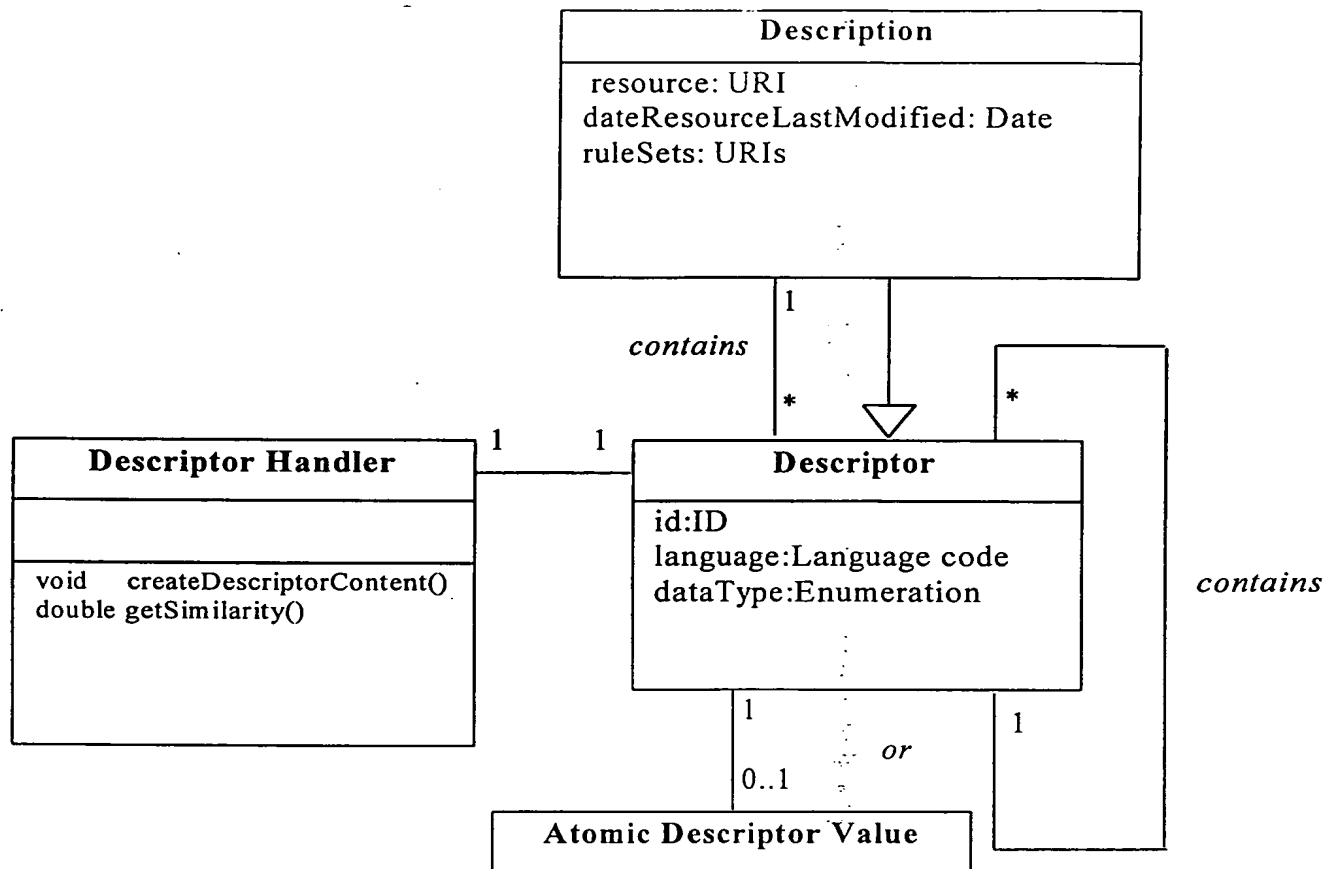 Description
resource: URI
dateResourceLastModified: Date
ruleSets: URIs
1
contains
*
*
1 1
Descriptor Handler
Descriptor
id:ID
language:Language code
dataType:Enumeration
void createDescriptorContent()
double getSimilarity()
contains
1
1
or
0..1
Atomic Descriptor Value